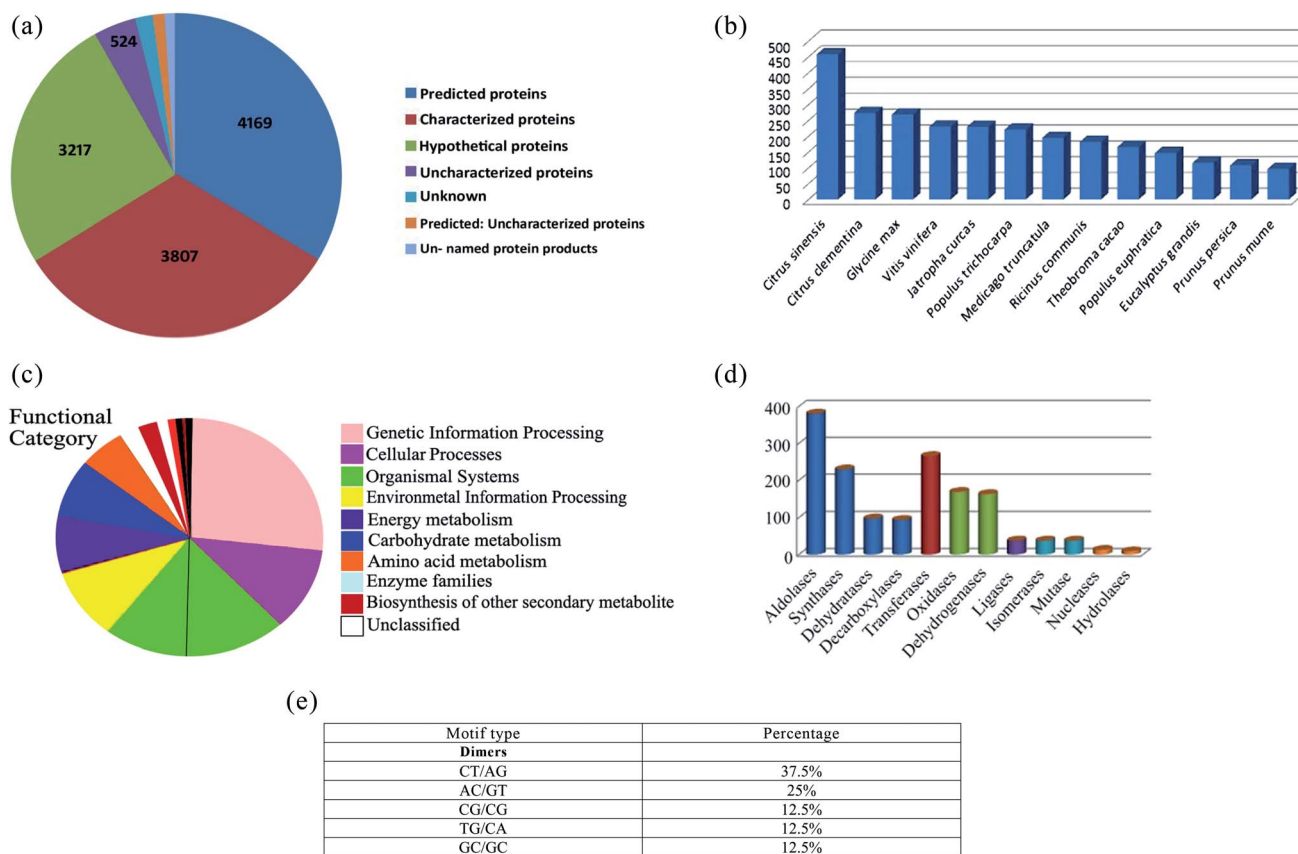 (a)
524
4169
3217
3807
Predicted proteins
Characterized proteins
Hypothetical proteins
Uncharacterized proteins
Unknown
Predicted: Uncharacterized proteins
Un- named protein products
(b)
500
450
400
350
300
250
200
150
100
50
0
Citrus sinensis
Citrus clementina
Glycine max
Vitis vinifera
Jatropha curcas
Populus trichocarpa
Medicago truncatula
Ricinus communis
Theobroma cacao
Populus euphratica
Eucalyptus grandis
Prunus persica
Prunus mume
(c)
Functional
Category
Genetic Information Processing
Cellular Processes
Organismal Systems
Environmetal Information Processing
Energy metabolism
Carbohydrate metabolism
Amino acid metabolism
Enzyme families
Biosynthesis of other secondary metabolite
Unclassified
(d)
400
300
200
100
0
Aldolases
Synthases
Dehydratases
Decarboxylases
Transferases
Oxidases
Dehydrogenases
Ligases
Isomerases
Mutase
Nucleases
Hydrolases
(e)
Motif type Percentage
Dimers
CT/AG 37.5%
AC/GT 25%
CG/CG 12.5%
TG/CA 12.5%
GC/GC 12.5%